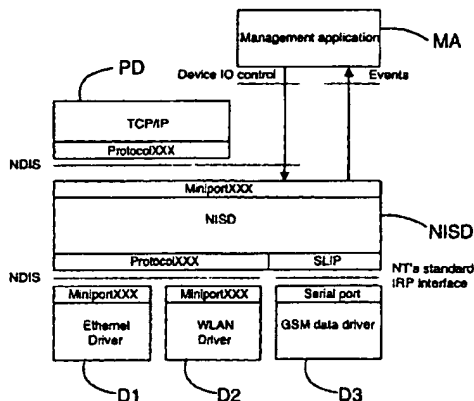 Management application
MA
PD
Device IO control
Events
TCP/IP
ProtocolXXX
NDIS
MiniportXXX
NISD
NISD
ProtocolXXX
SLIP
NDIS
NT's standard
IRP Interface
MiniportXXX
MiniportXXX
Serial port
Ethernet
Driver
WLAN
Driver
GSM data driver
D1
D2
D3